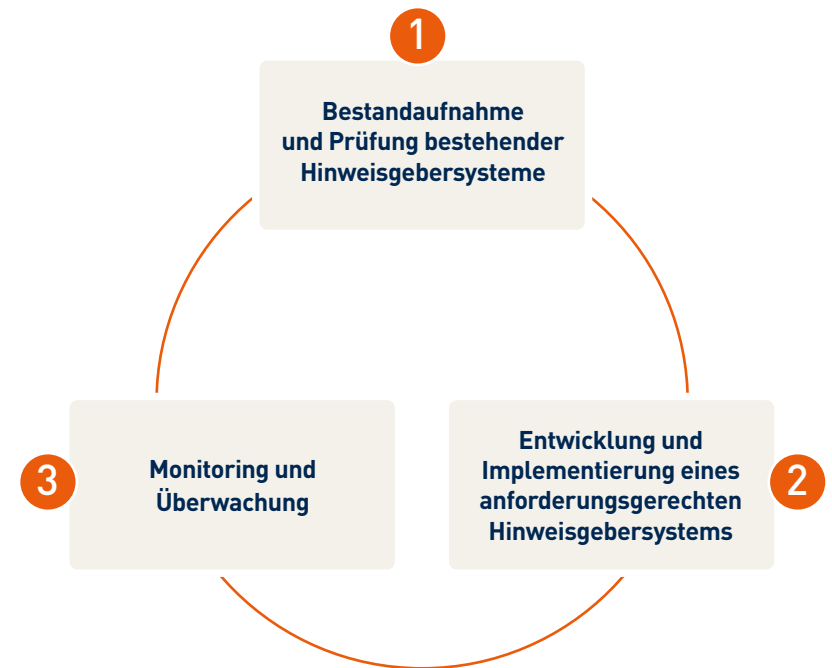 1
Bestandaufnahme
und Prüfung bestehender
Hinweisgebersysteme
2
Entwicklung und
Implementierung eines
anforderungsgerechten
Hinweisgebersystems
3
Monitoring und
Überwachung